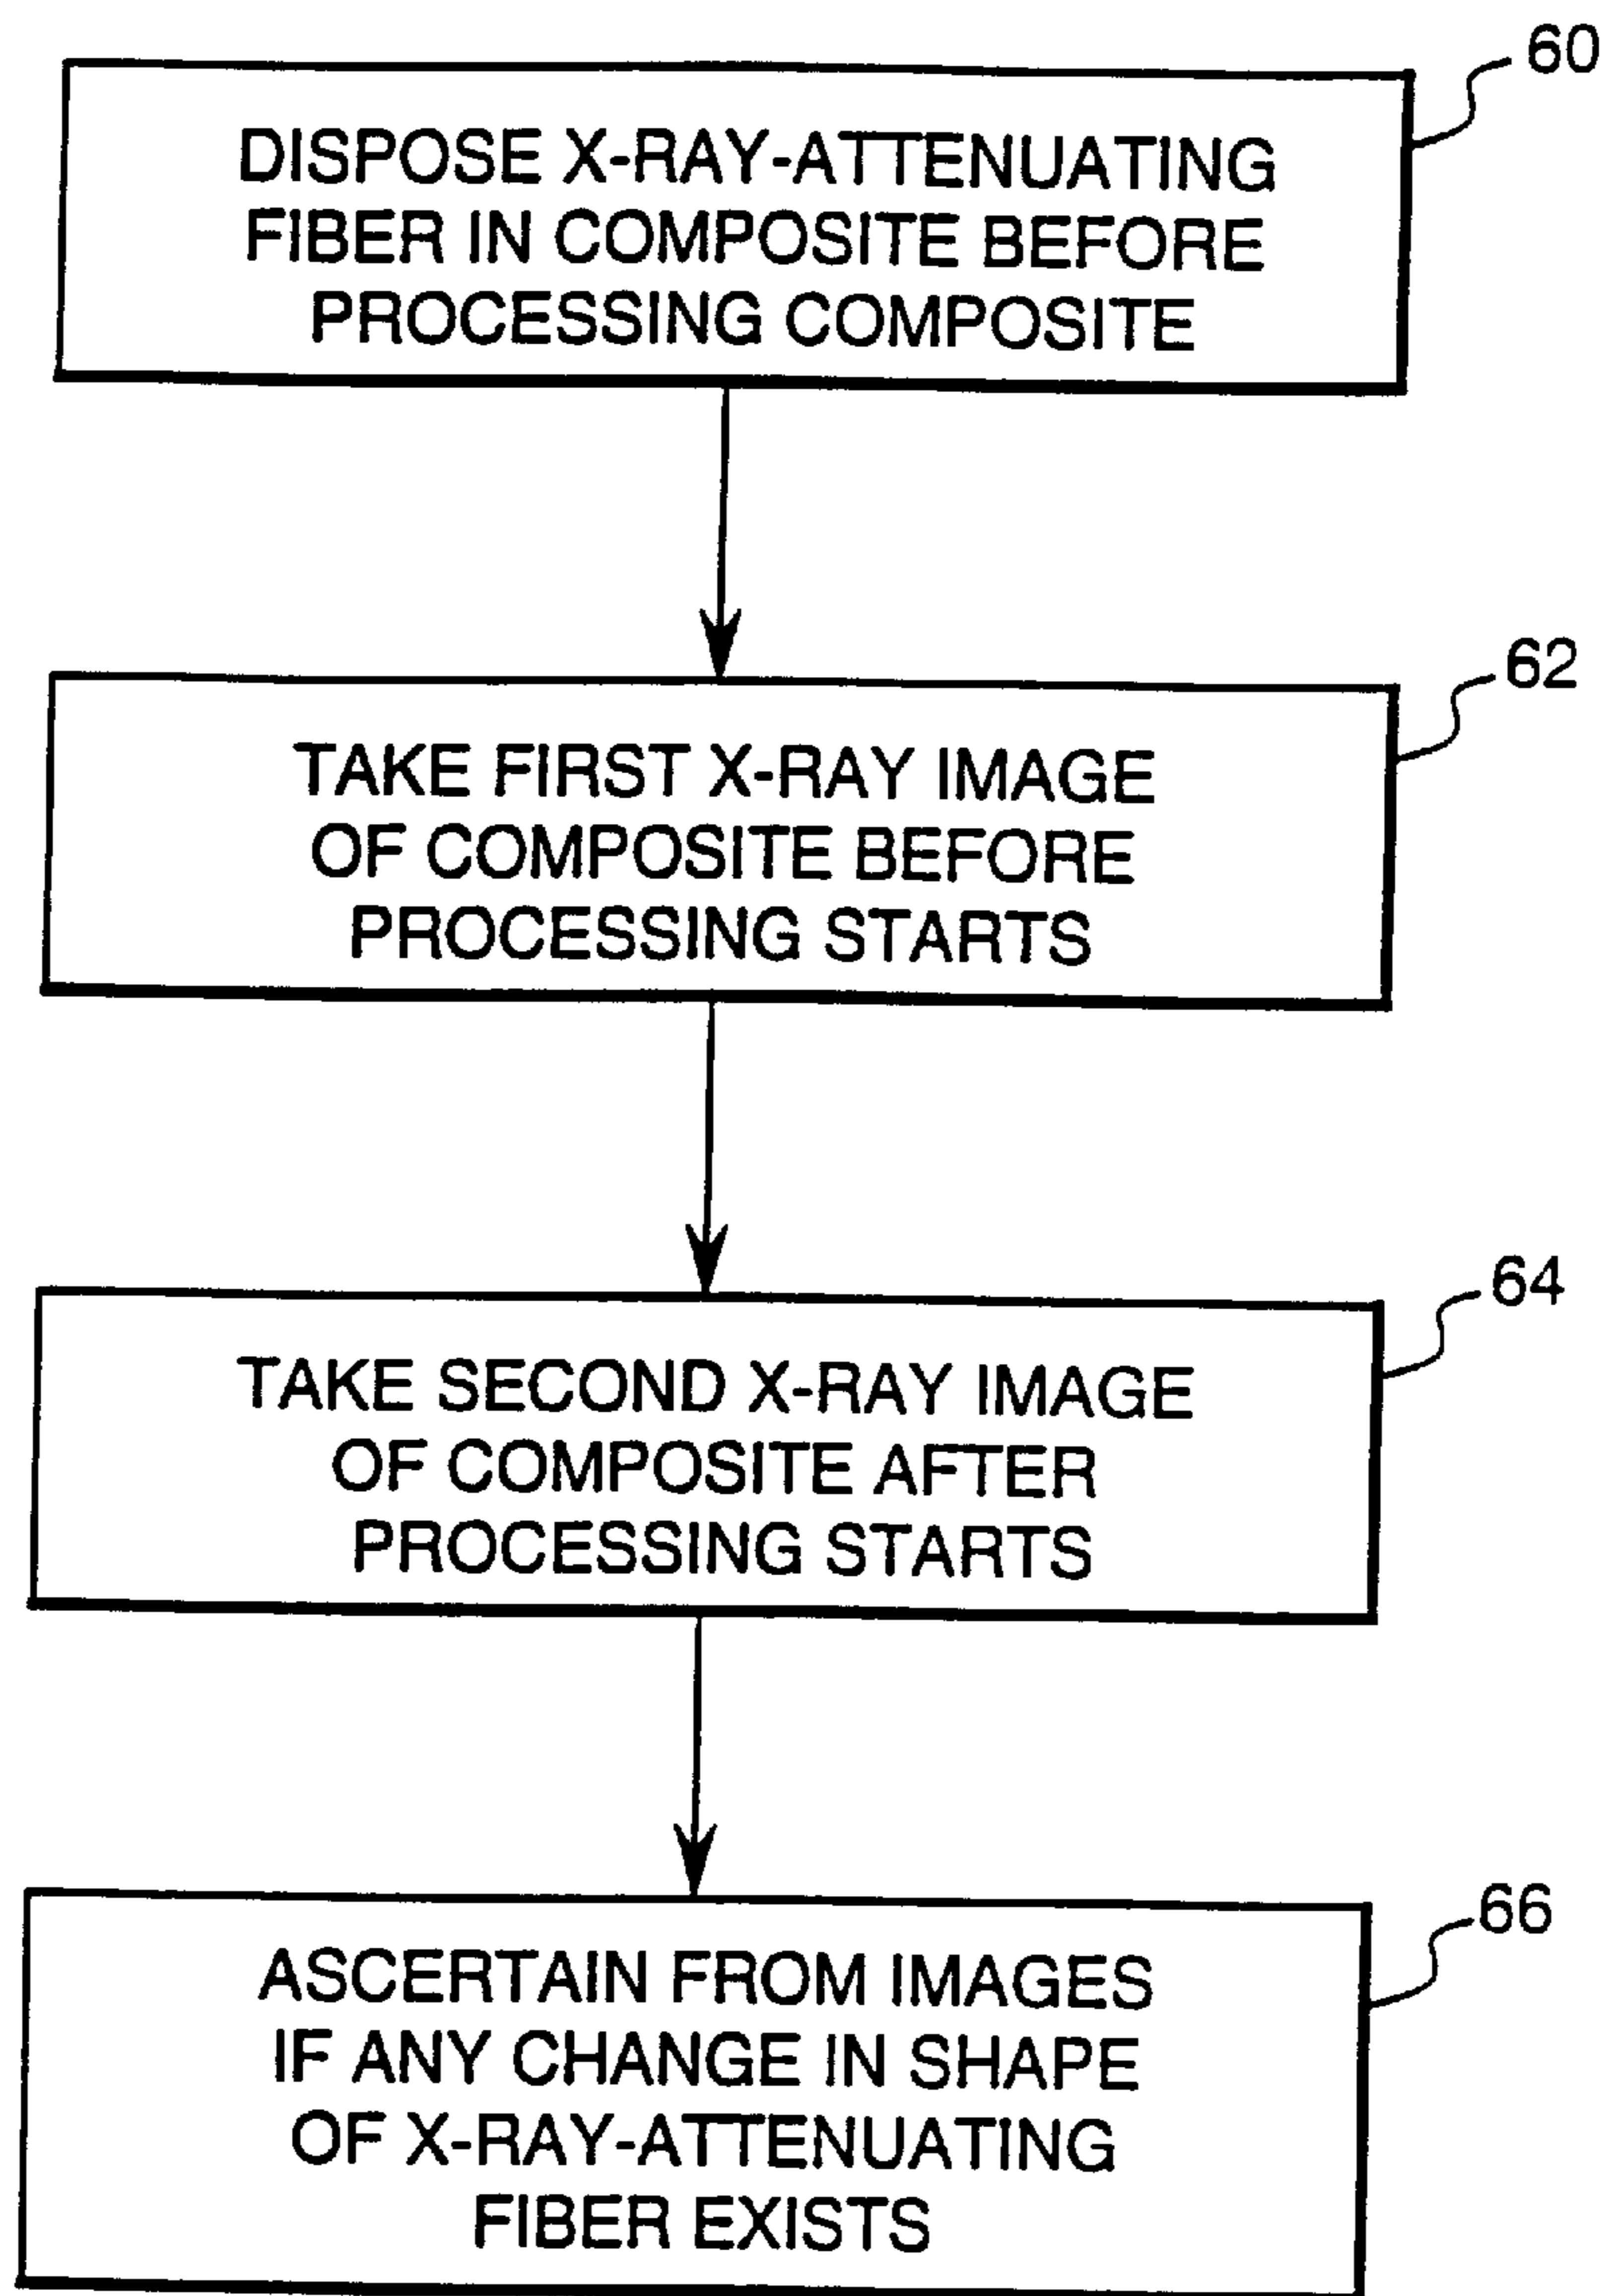 60
DISPOSE X-RAY-ATTENUATING
FIBER IN COMPOSITE BEFORE
PROCESSING COMPOSITE
62
TAKE FIRST X-RAY IMAGE
OF COMPOSITE BEFORE
PROCESSING STARTS
64
TAKE SECOND X-RAY IMAGE
OF COMPOSITE AFTER
PROCESSING STARTS
66
ASCERTAIN FROM IMAGES
IF ANY CHANGE IN SHAPE
OF X-RAY-ATTENUATING
FIBER EXISTS